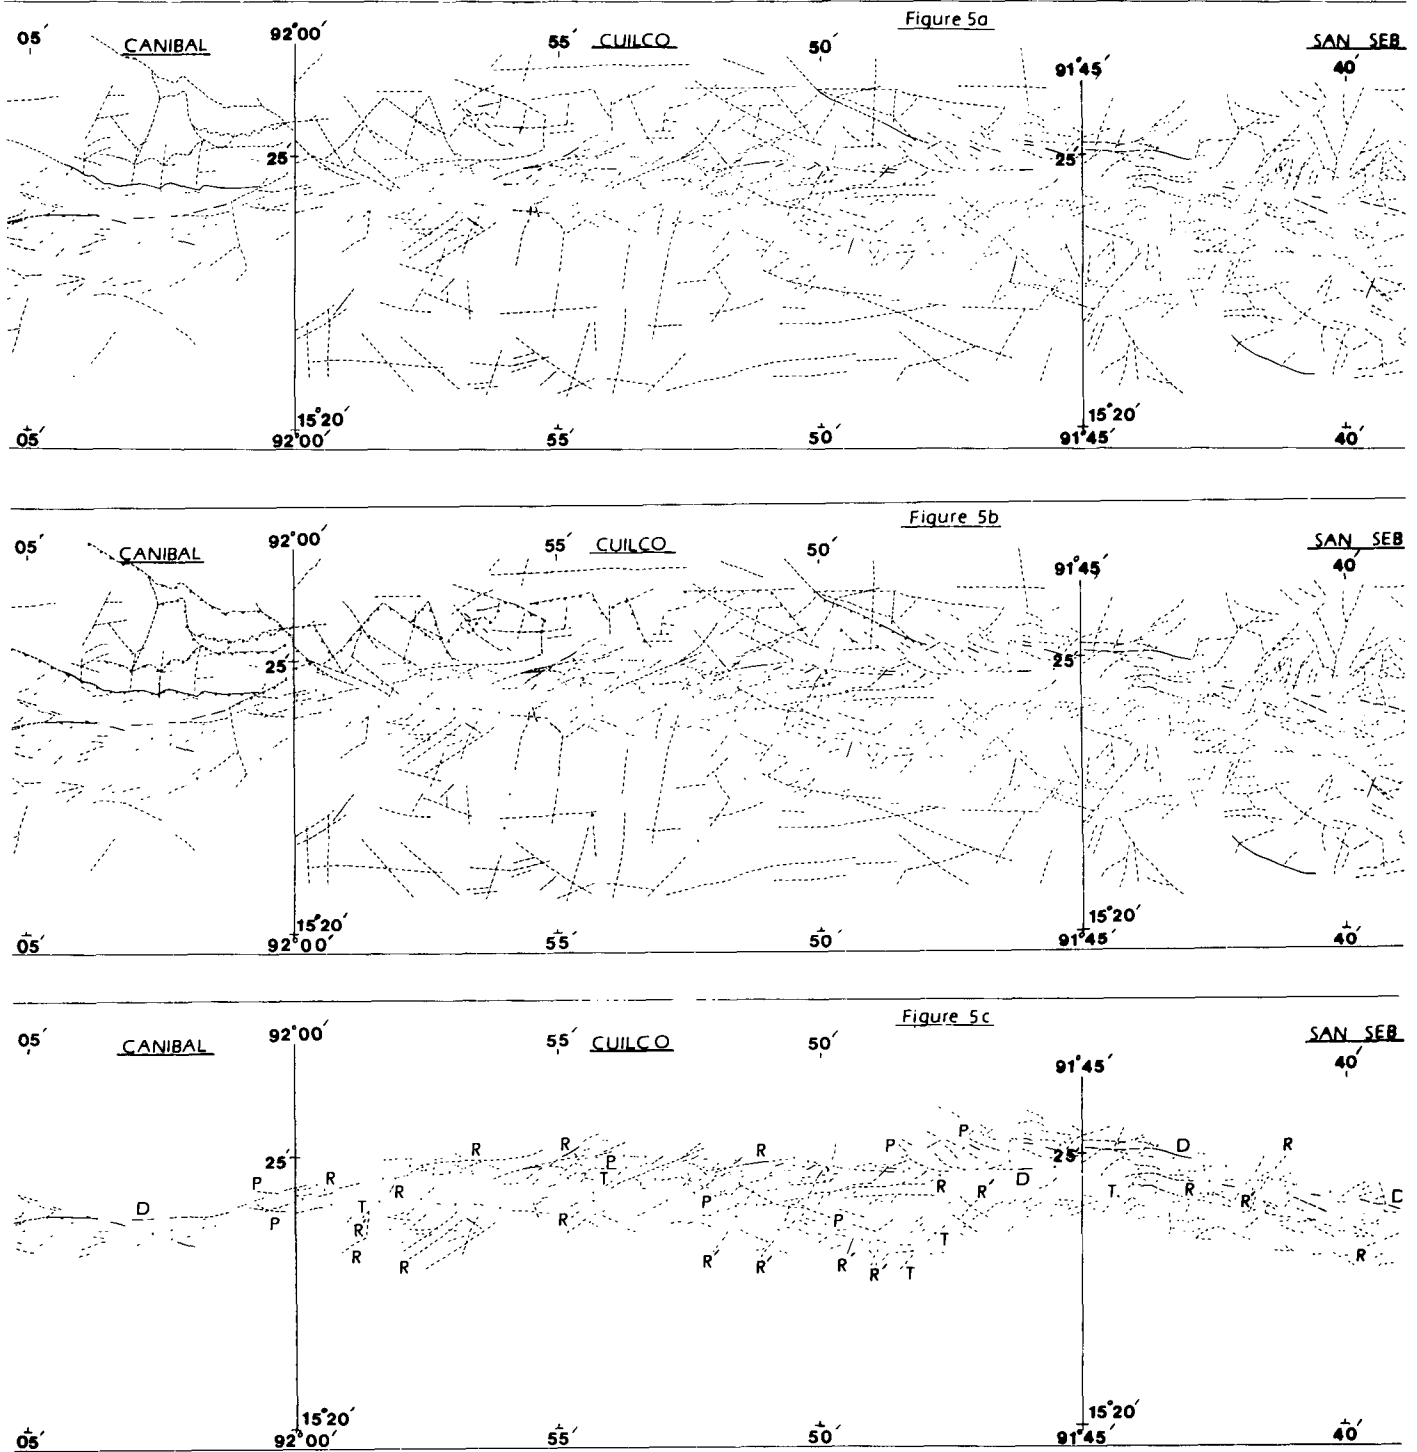 Figure 5a
05′ CANIBAL 92°00′ 55′ CUILCO 50′ SAN SEB
91°45′ 40′
25′ 25′
15°20′ 15°20′
05′ 92°00′ 55′ 50′ 91°45′ 40′
Figure 5b
05′ CANIBAL 92°00′ 55′ CUILCO 50′ SAN SEB
91°45′ 40′
25′ 25′
15°20′ 15°20′
05′ 92°00′ 55′ 50′ 91°45′ 40′
Figure 5c
05′ CANIBAL 92°00′ 55′ CUILCO 50′ SAN SEB
91°45′ 40′
P
R R R P D R
25′ P 25′
P R T R D
D R T R P R R′ T R R′ D
P R R P
R T
R R′ R′ R′ R′ T R
15°20′ 15°20′
05′ 92°00′ 55′ 50′ 91°45′ 40′